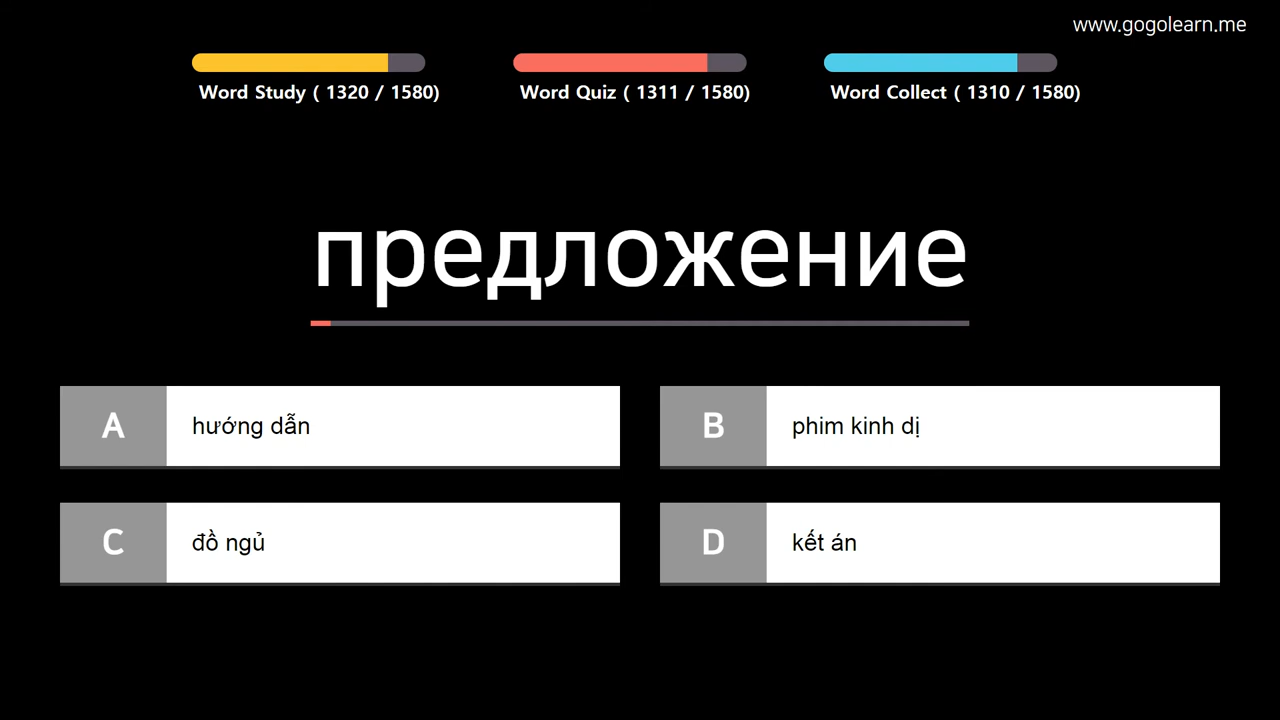 www.gogolearn.me
Word Study ( 1320 / 1580)
Word Quiz ( 1311 / 1580)
Word Collect ( 1310 / 1580)
предложение
A
hướng dẫn
B
phim kinh dị
C
đồ ngủ
D
kết án